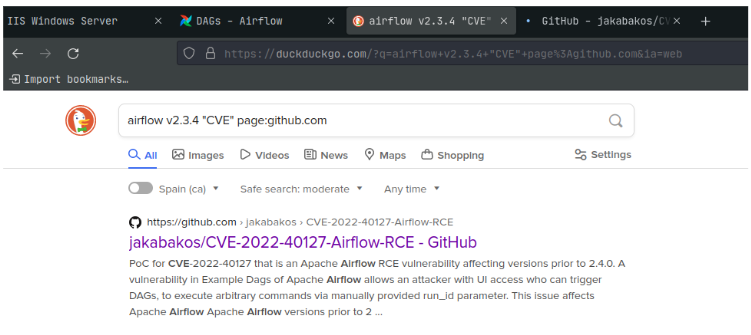 IIS Windows Server
DAGs - Airflow
airflow v2.3.4 "CVE"
GitHub - jakabakos/CV
https://duckduckgo.com/?q=airflow+v2.3.4+"CVE"+page%3Agithub.com&ia=web
Import bookmarks...
airflow v2.3.4 "CVE" page:github.com
All Images Videos News Maps Shopping Settings
Spain (ca) Safe search: moderate Any time
https://github.com › jakabakos › CVE-2022-40127-Airflow-RCE
jakabakos/CVE-2022-40127-Airflow-RCE - GitHub
PoC for CVE-2022-40127 that is an Apache Airflow RCE vulnerability affecting versions prior to 2.4.0. A
vulnerability in Example Dags of Apache Airflow allows an attacker with UI access who can trigger
DAGs, to execute arbitrary commands via manually provided run_id parameter. This issue affects
Apache Airflow Apache Airflow versions prior to 2 ...